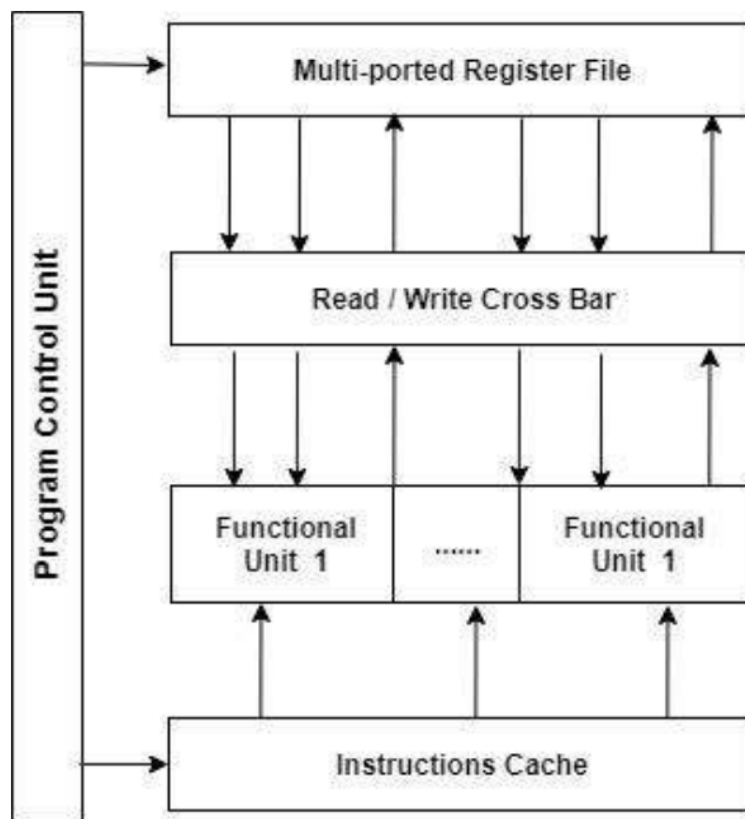 Program Control Unit
Multi-ported Register File
Read / Write Cross Bar
Functional
Unit 1
......
Functional
Unit 1
Instructions Cache